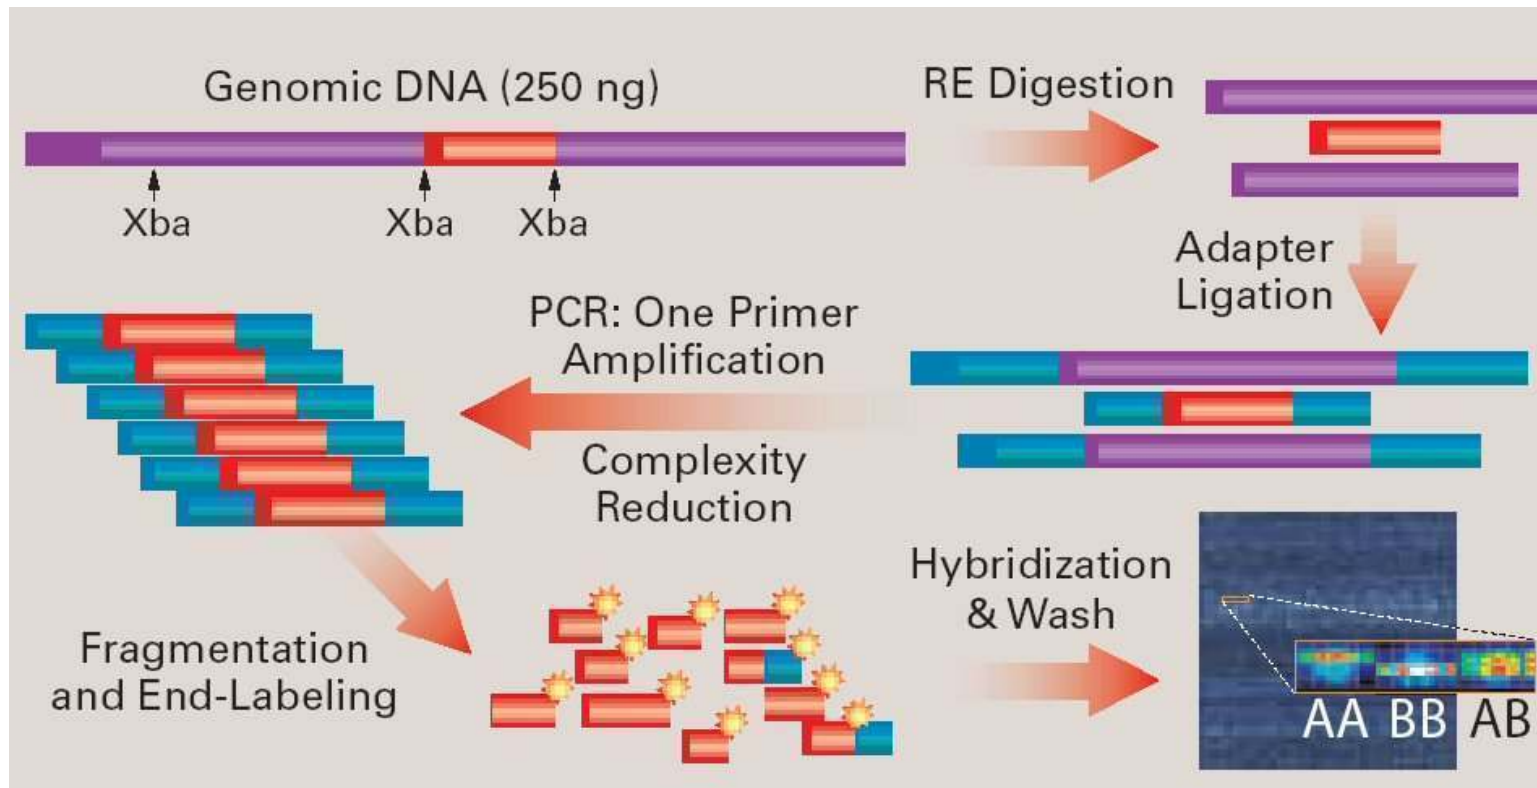 Genomic DNA (250 ng)
RE Digestion
Xba
Xba
Xba
Adapter
Ligation
PCR: One Primer
Amplification
Complexity
Reduction
Fragmentation
and End-Labeling
Hybridization
& Wash
AA BB AB